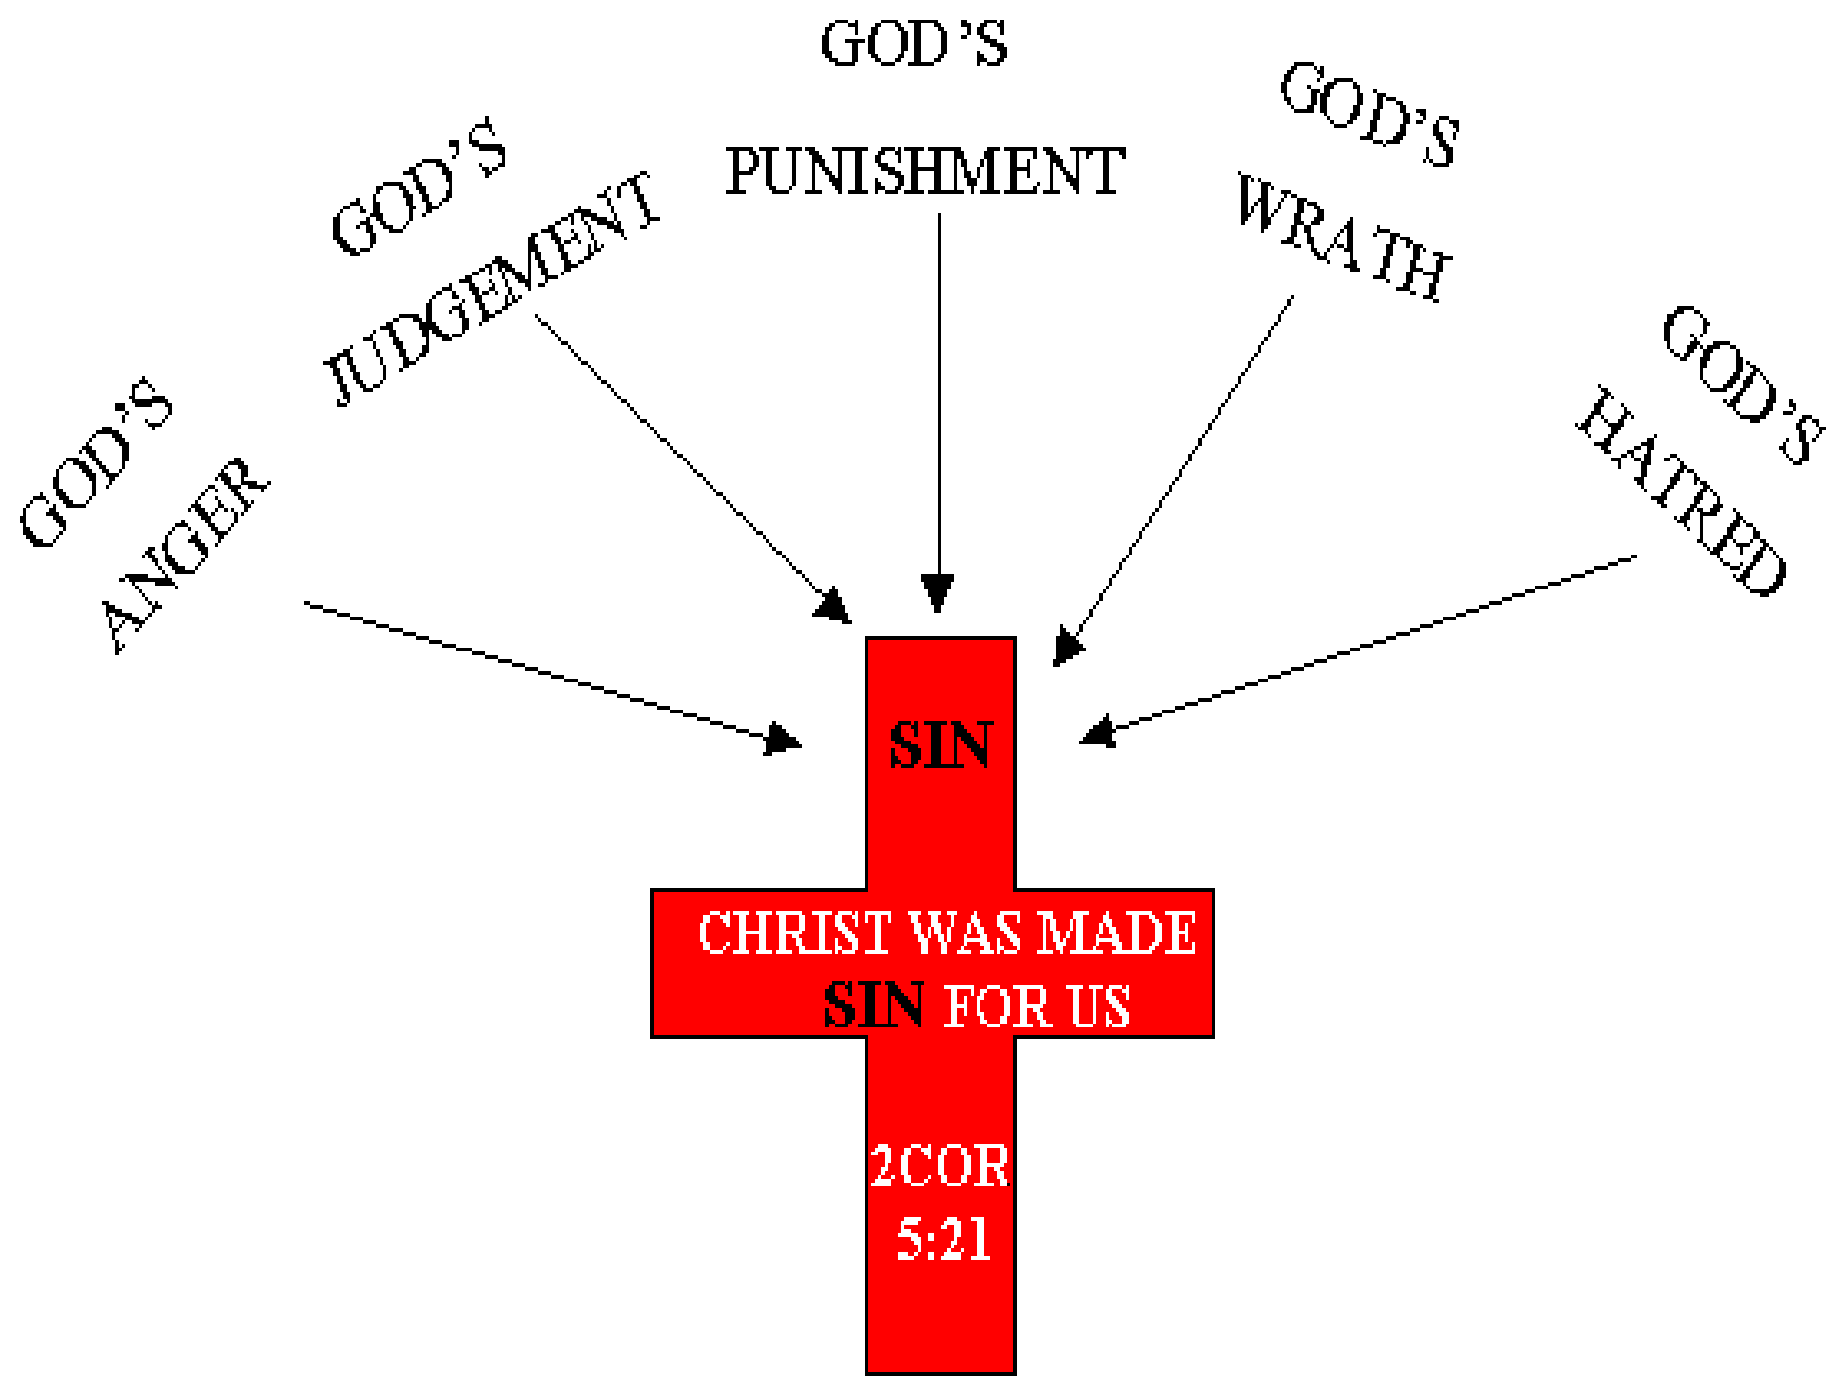 GOD'S
ANGER
GOD'S
JUDGEMENT
GOD'S
PUNISHMENT
GOD'S
WRATH
GOD'S
HATRED
SIN
CHRIST WAS MADE
SIN FOR US
2COR
5:21